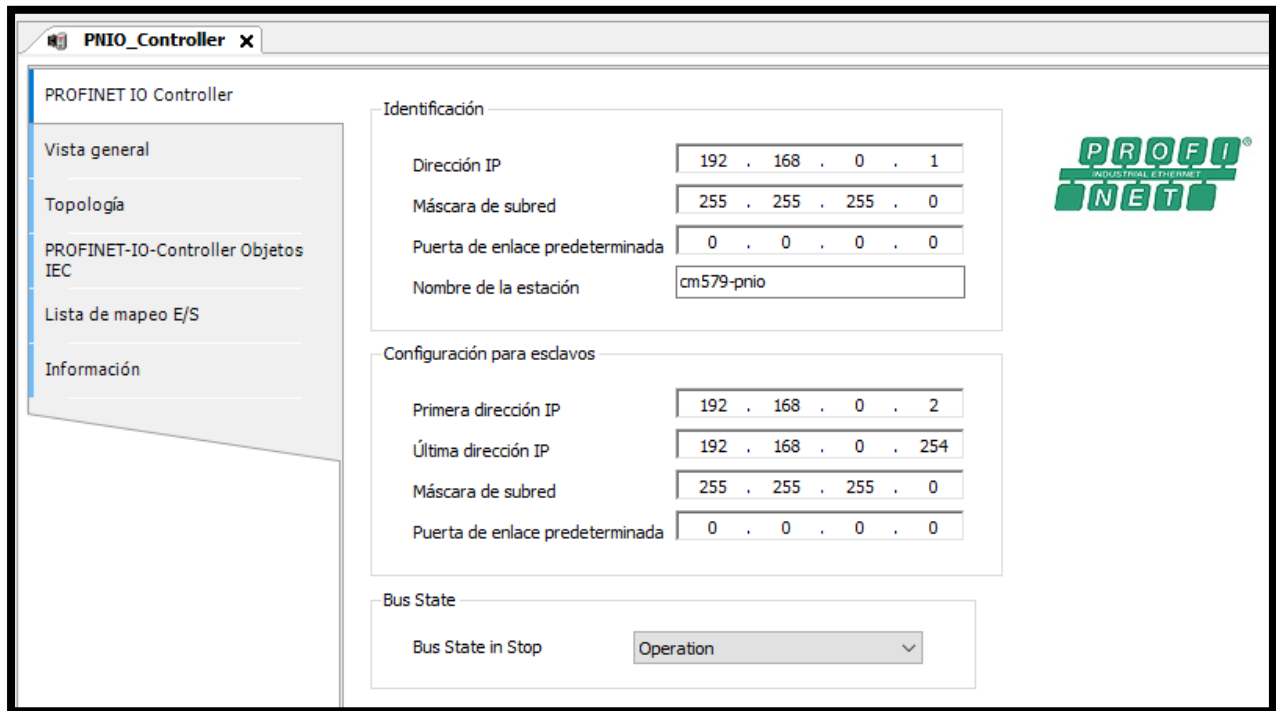 PNIO_Controller
PROFINET IO Controller
Vista general
Topología
PROFINET-IO-Controller Objetos
IEC
Lista de mapeo E/S
Información
Identificación
Dirección IP 192 . 168 . 0 . 1
Máscara de subred 255 . 255 . 255 . 0
Puerta de enlace predeterminada 0 . 0 . 0 . 0
Nombre de la estación cm579-pnio
Configuración para esclavos
Primera dirección IP 192 . 168 . 0 . 2
Última dirección IP 192 . 168 . 0 . 254
Máscara de subred 255 . 255 . 255 . 0
Puerta de enlace predeterminada 0 . 0 . 0 . 0
Bus State
Bus State in Stop Operation
PROFI®
INDUSTRIAL ETHERNET
NET